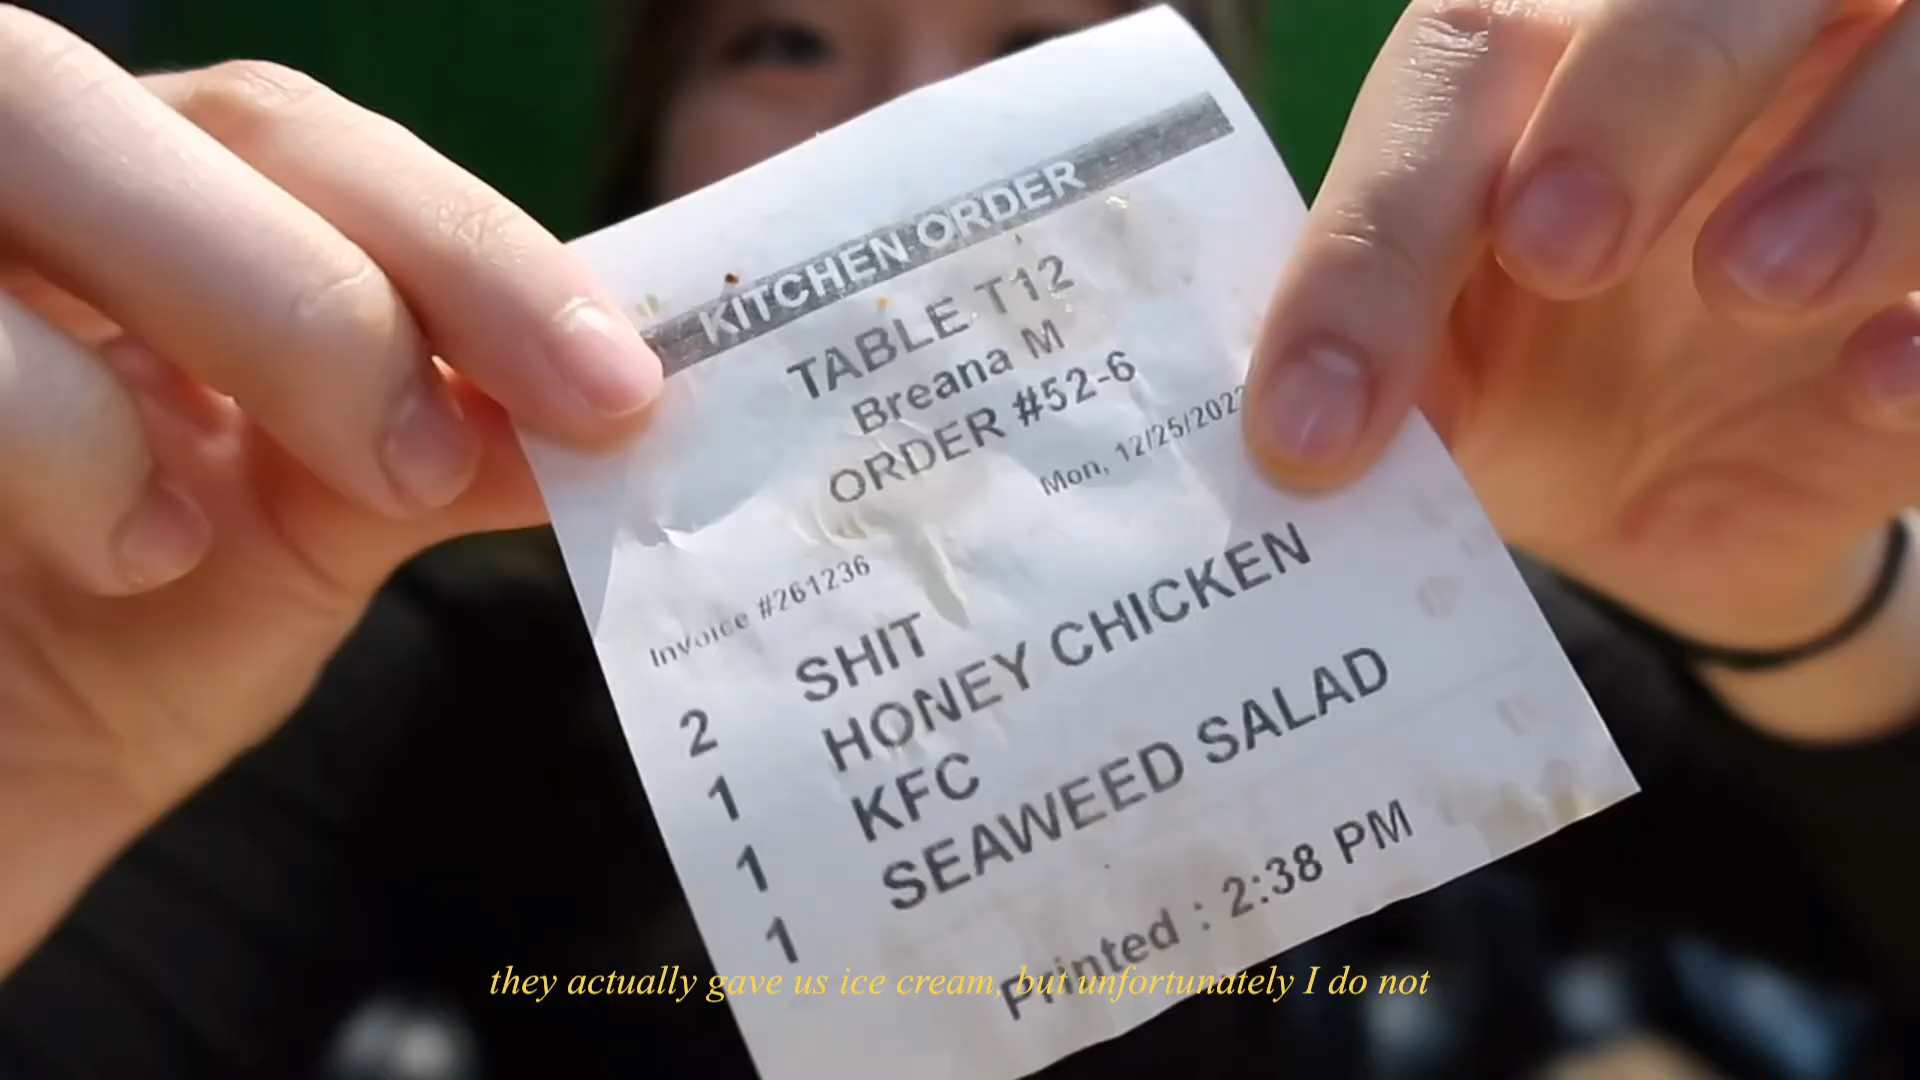 KITCHEN ORDER
TABLE T12
Breana M
ORDER #52-6
Mon, 12/25/2023
Invoice #261236
2 SHIT
1 HONEY CHICKEN
1 KFC
1 SEAWEED SALAD
Printed : 2:38 PM
they actually gave us ice cream, but unfortunately I do not